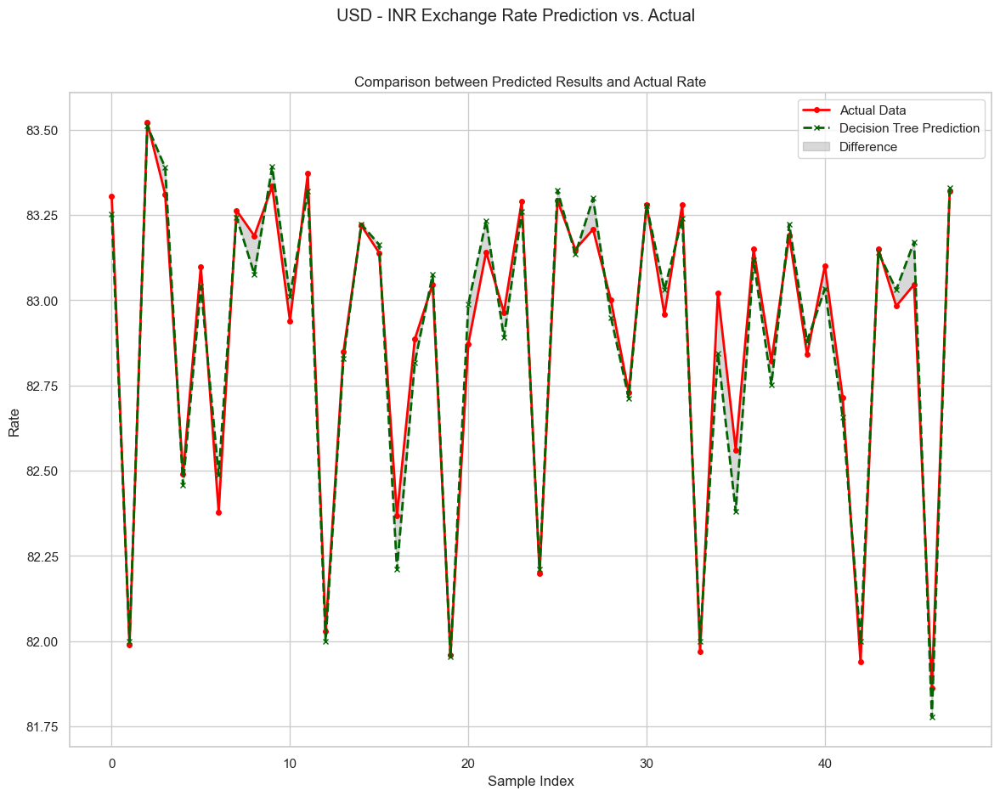 USD - INR Exchange Rate Prediction vs. Actual
Comparison between Predicted Results and Actual Rate
Actual Data
Decision Tree Prediction
Difference
83.50
83.25
83.00
82.75
82.50
82.25
82.00
81.75
Rate
0 10 20 30 40
Sample Index